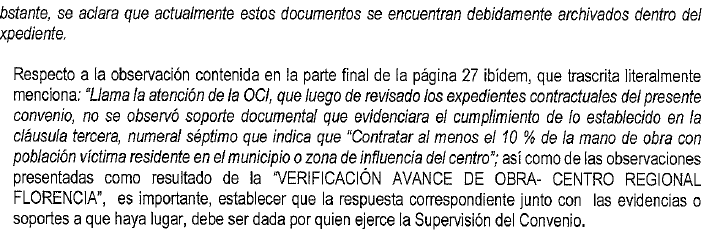 bstante, se aclara que actualmente estos documentos se encuentran debidamente archivados dentro del
xpediente.
Respecto a la observación contenida en la parte final de la página 27 ibídem, que trascrita literalmente
menciona: "Llama la atención de la OCI, que luego de revisado los expedientes contractuales del presente
convenio, no se observó soporte documental que evidenciara el cumplimiento de lo establecido en la
cláusula tercera, numeral séptimo que indica que "Contratar al menos el 10 % de la mano de obra con
población víctima residente en el municipio o zona de influencia del centro"; así como de las observaciones
presentadas como resultado de la "VERIFICACIÓN AVANCE DE OBRA- CENTRO REGIONAL
FLORENCIA", es importante, establecer que la respuesta correspondiente junto con las evidencias o
soportes a que haya lugar, debe ser dada por quien ejerce la Supervisión del Convenio.